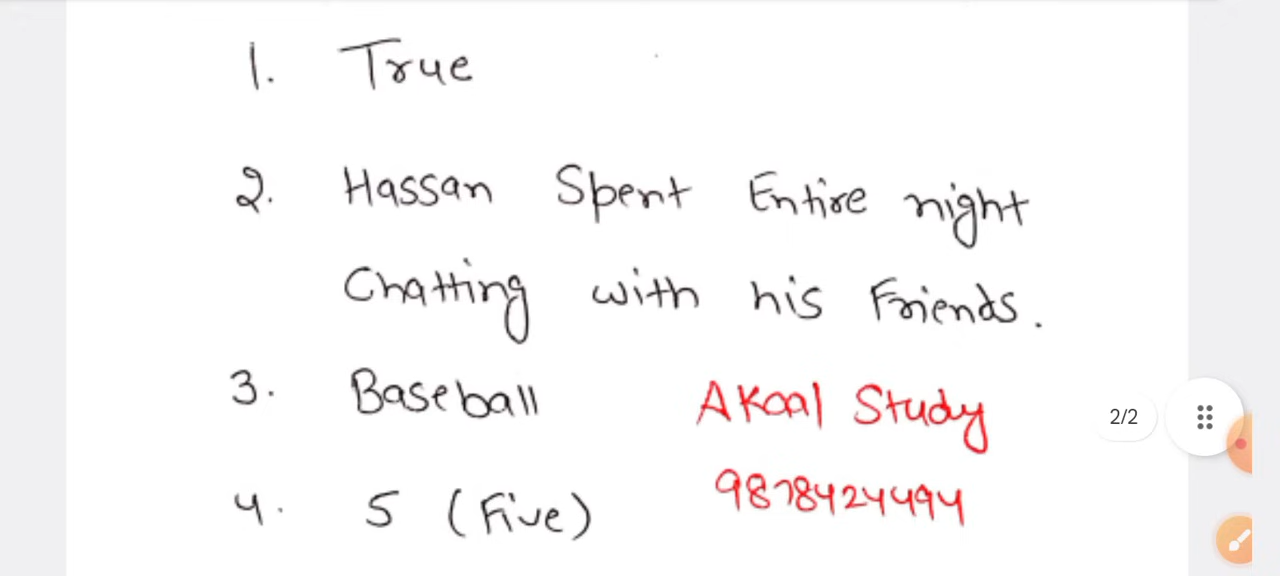 1. True
2. Hassan Spent Entire night
Chatting with his Friends.
3. Baseball
Akaal Study
4. 5 (Five)
9878424494
2/2